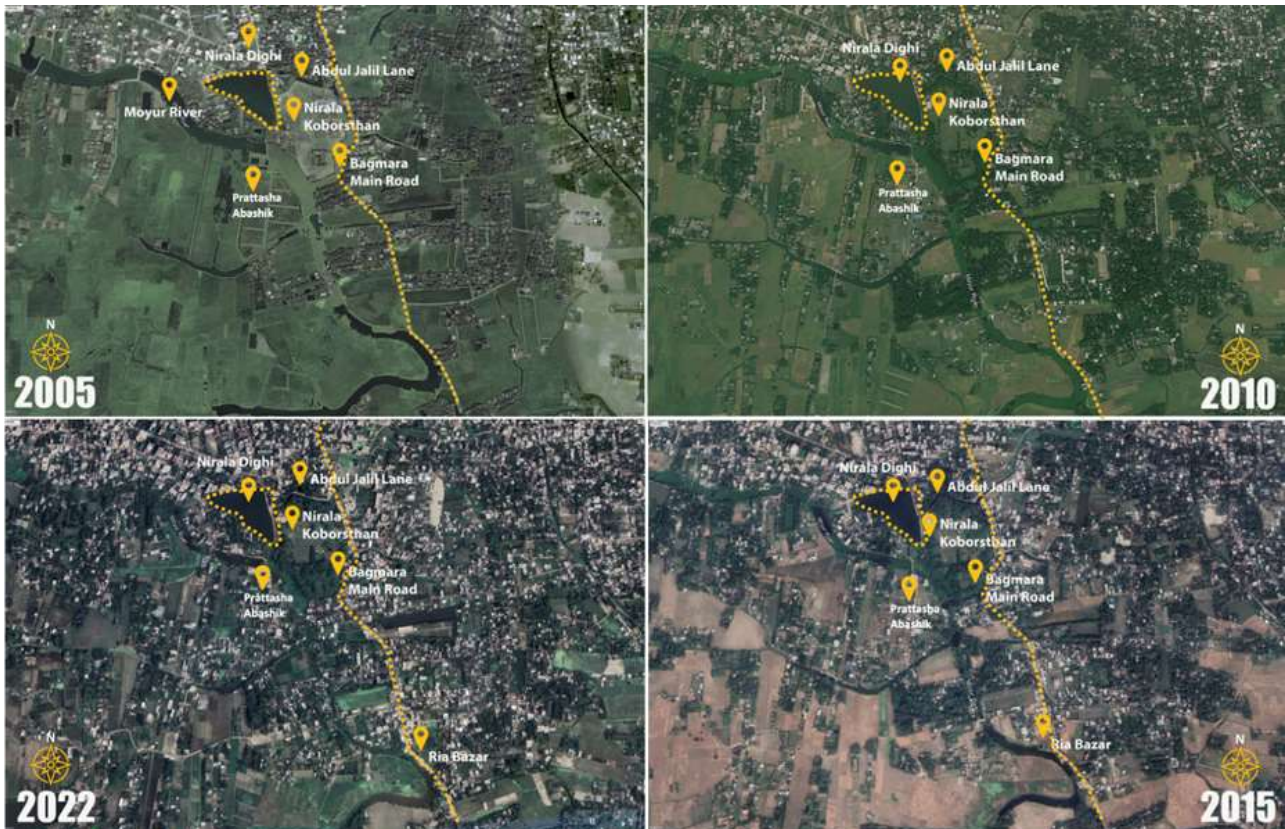 Nirala Dighi
Abdul Jalil Lane
Moyur River
Nirala
Koborsthan
Bagmara
Main Road
Prattasha
Abashik
N
2005
Nirala Dighi
Abdul Jalil Lane
Nirala
Koborsthan
Bagmara
Main Road
Prattasha
Abashik
N
2010
Nirala Dighi
Abdul Jalil Lane
Nirala
Koborsthan
Bagmara
Main Road
Prattasha
Abashik
Ria Bazar
N
2022
Nirala Dighi
Abdul Jalil Lane
Nirala
Koborsthan
Bagmara
Main Road
Prattasha
Abashik
Ria Bazar
N
2015